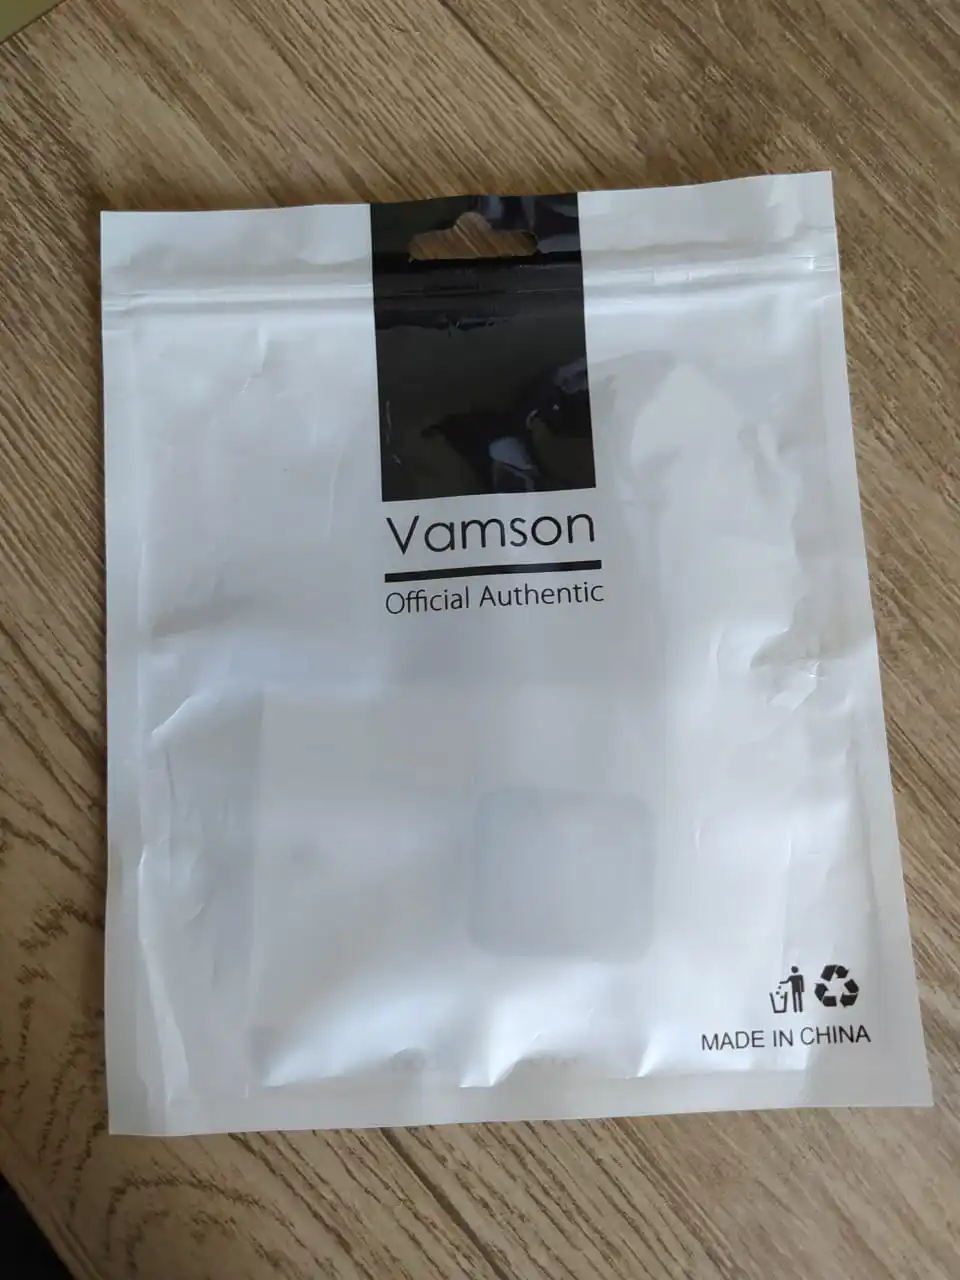 Vamson
Official Authentic
MADE IN CHINA